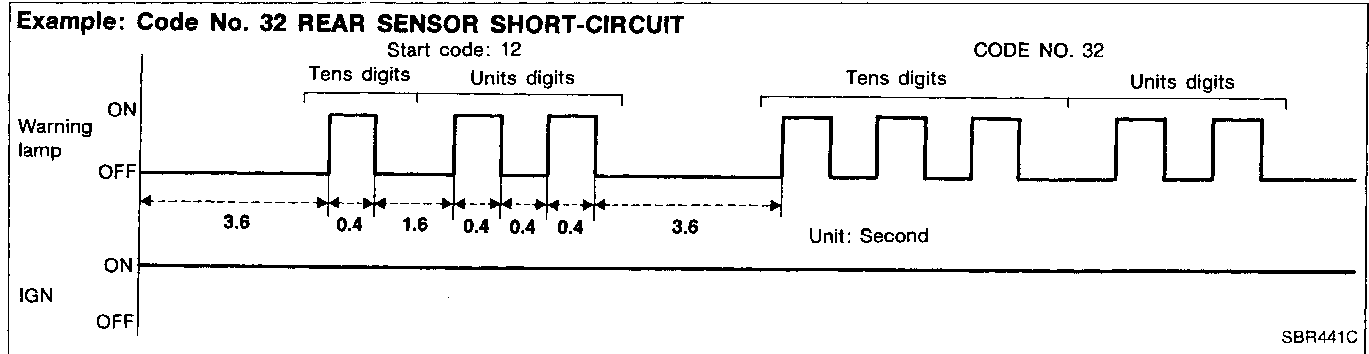 Example: Code No. 32 REAR SENSOR SHORT-CIRCUIT
Start code: 12
CODE NO. 32
Tens digits
Units digits
Tens digits
Units digits
ON
Warning
lamp
OFF
3.6
0.4
1.6
0.4
0.4
0.4
3.6
Unit: Second
ON
IGN
OFF
SBR441C